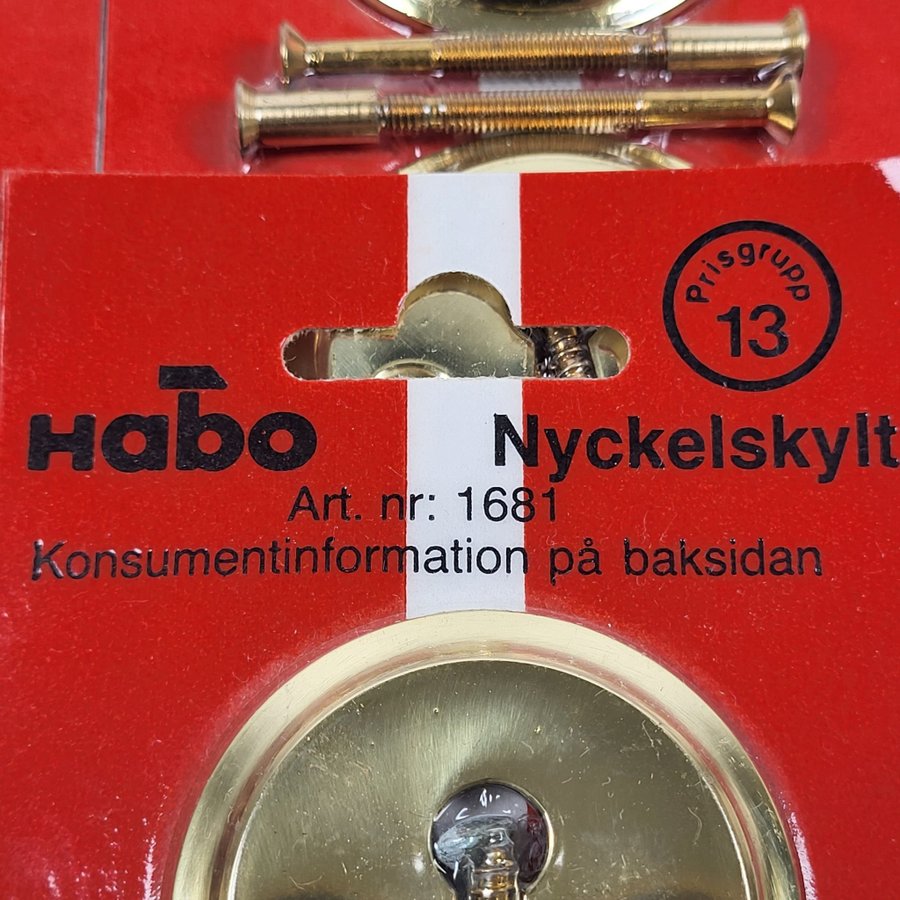 Prisgrupp
13
Habo
Nyckelskylt
Art. nr: 1681
Konsumentinformation på baksidan